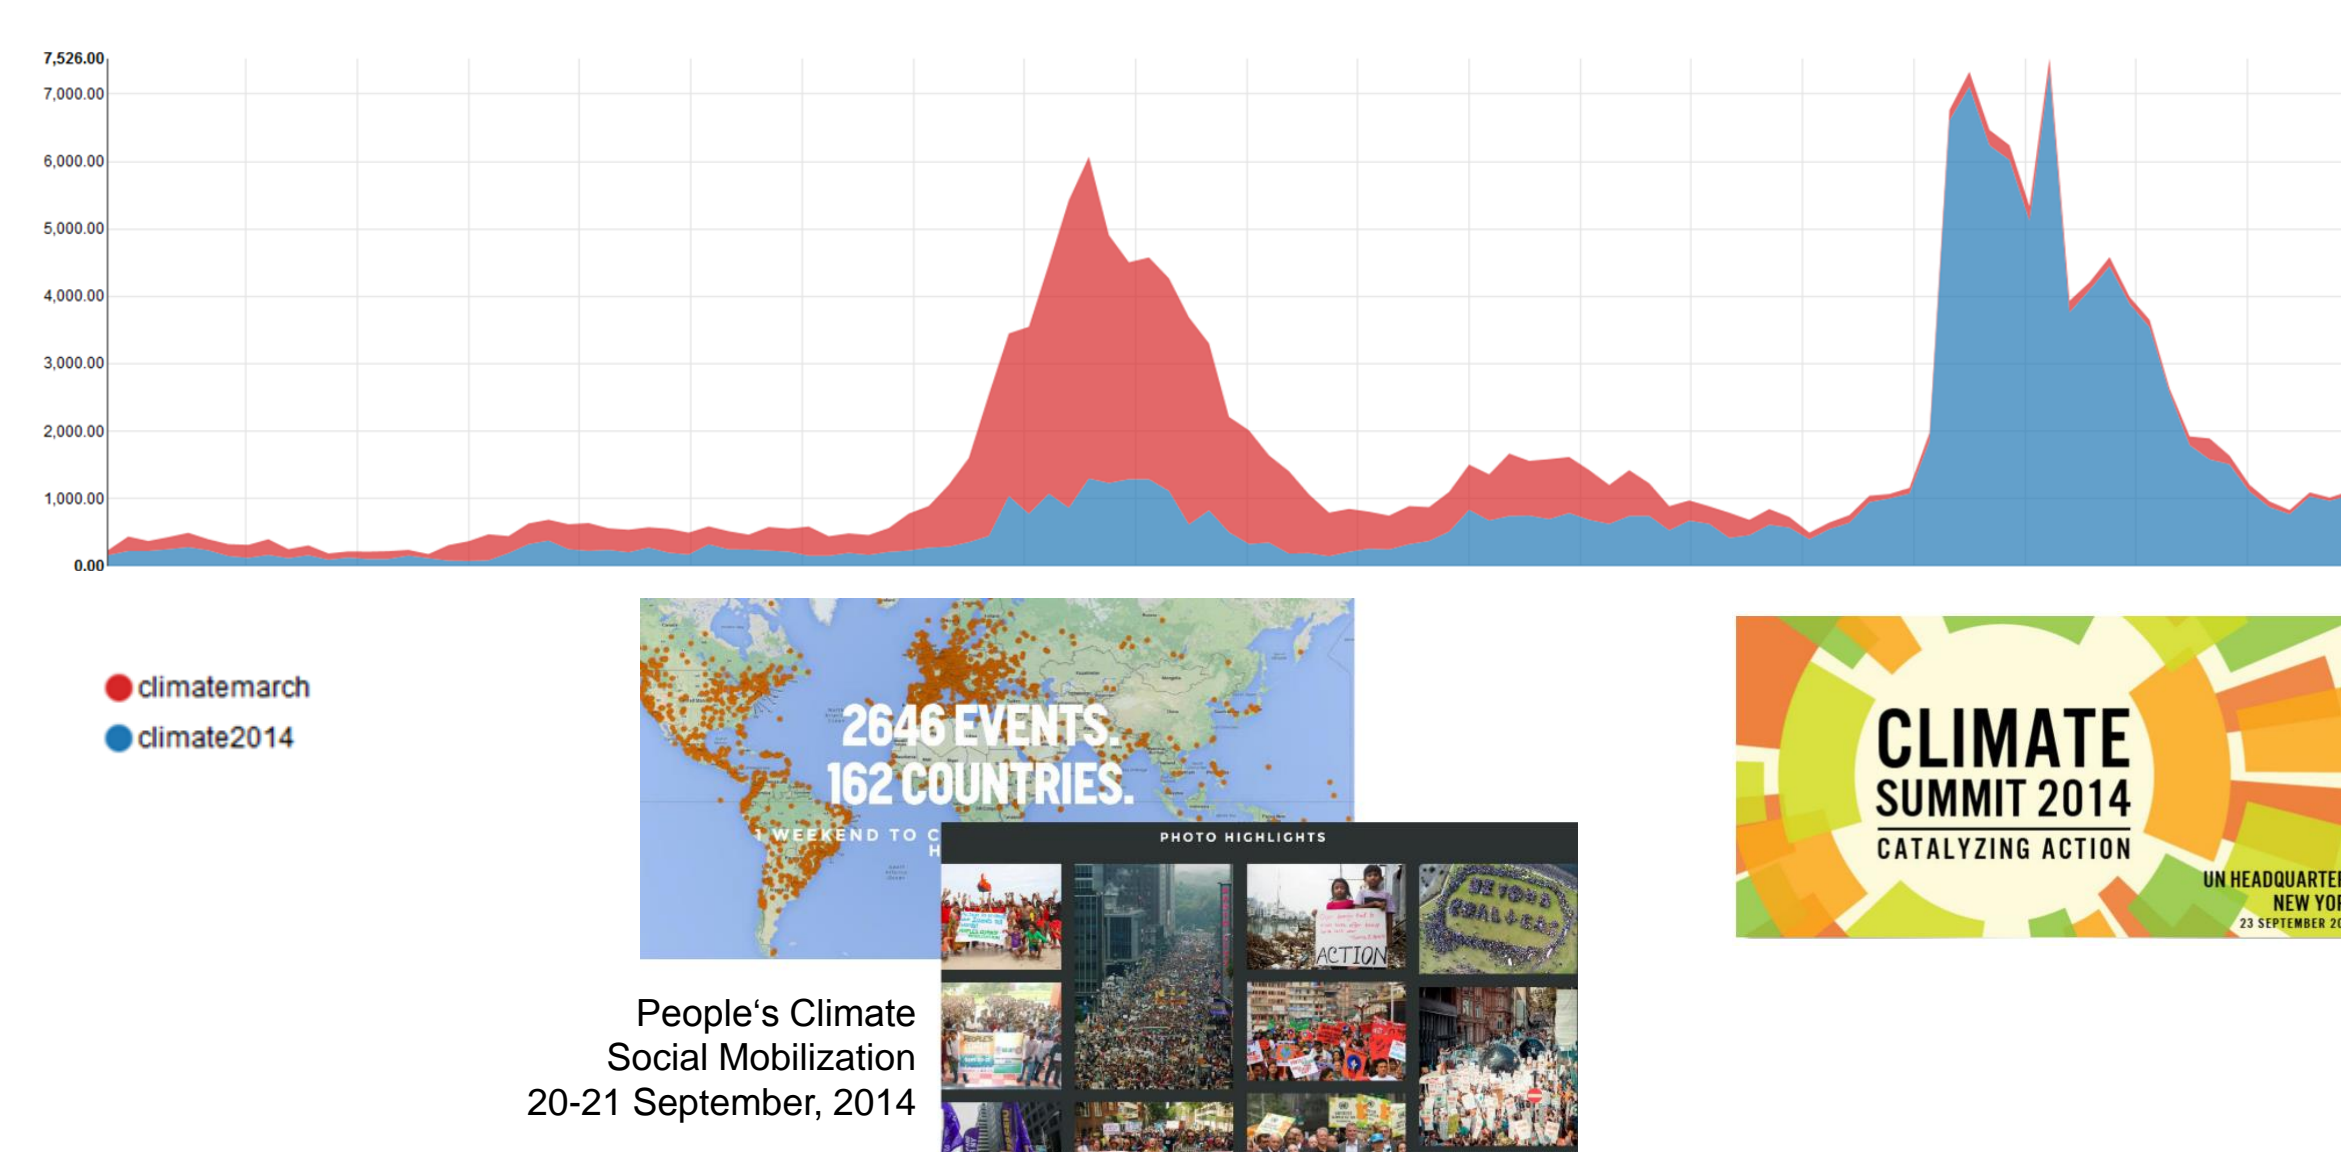 7,526.00
7,000.00
6,000.00
5,000.00
4,000.00
3,000.00
2,000.00
1,000.00
0.00
climatemarch
climate2014
2646 EVENTS.
162 COUNTRIES.
1 WEEKEND TO C
H
PHOTO HIGHLIGHTS
ACTION
People‘s Climate
Social Mobilization
20-21 September, 2014
CLIMATE
SUMMIT 2014
CATALYZING ACTION
UN HEADQUARTE
NEW YO
23 SEPTEMBER 20